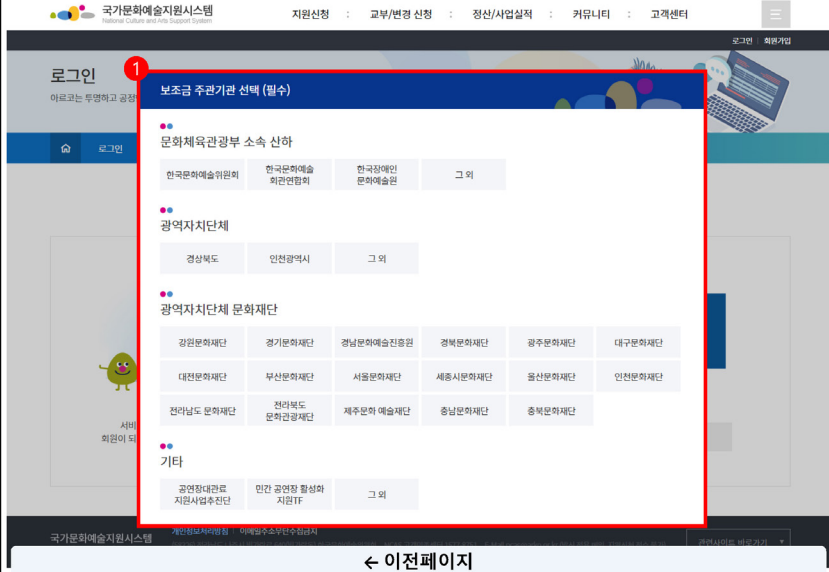 국가문화예술지원시스템
National Culture and Arts Support System
지원신청 : 교부/변경 신청 : 정산/사업실적 : 커뮤니티 : 고객센터
로그인 회원가입
로그인
1
보조금 주관기관 선택 (필수)
아르코는 투명하고 공정
로그인
문화체육관광부 소속 산하
한국문화예술위원회
한국문화예술
회관연합회
한국장애인
문화예술원
그 외
광역자치단체
경상북도 인천광역시 그 외
광역자치단체 문화재단
강원문화재단 경기문화재단 경남문화예술진흥원 경북문화재단 광주문화재단 대구문화재단
대전문화재단 부산문화재단 서울문화재단 세종시문화재단 울산문화재단 인천문화재단
전라남도 문화재단
전라북도
문화관광재단
제주문화 예술재단 충남문화재단 충북문화재단
서비
회원이 되
기타
공연장대관료
지원사업추진단
민간 공연장 활성화
지원TF
그 외
국가문화예술지원시스템
개인정보처리방침 이메일주소무단수집금지
관련사이트 바로가기
← 이전페이지